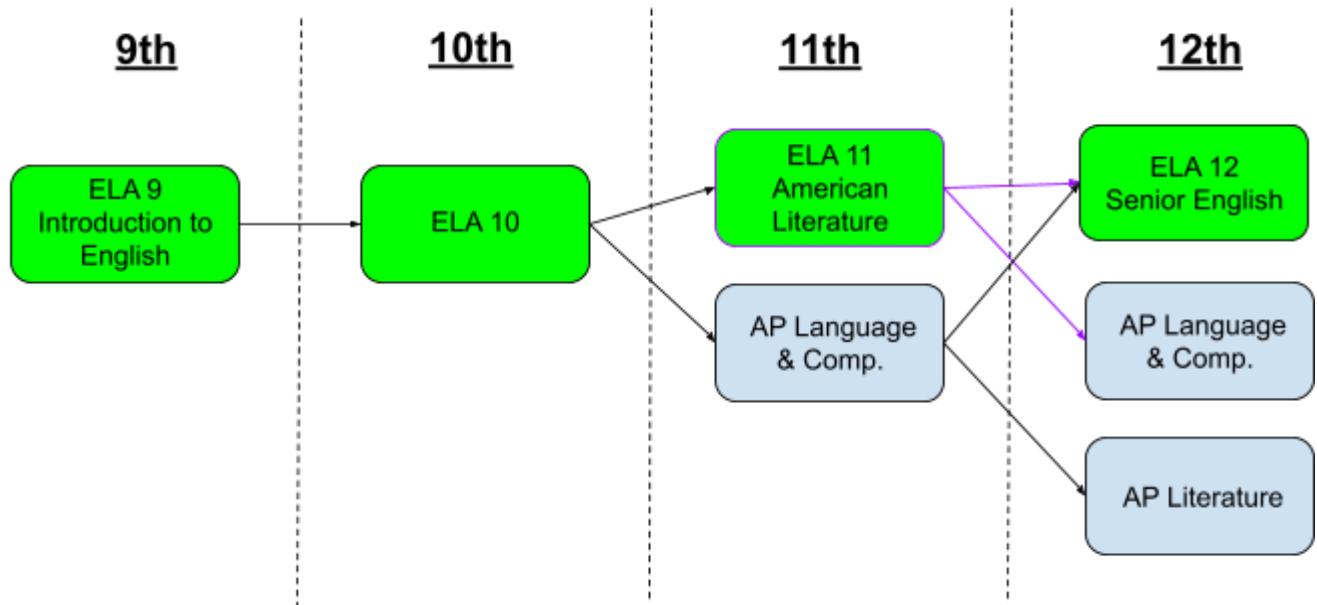 9th
10th
11th
12th
ELA 9
Introduction to
English
ELA 10
ELA 11
American
Literature
AP Language
& Comp.
ELA 12
Senior English
AP Language
& Comp.
AP Literature